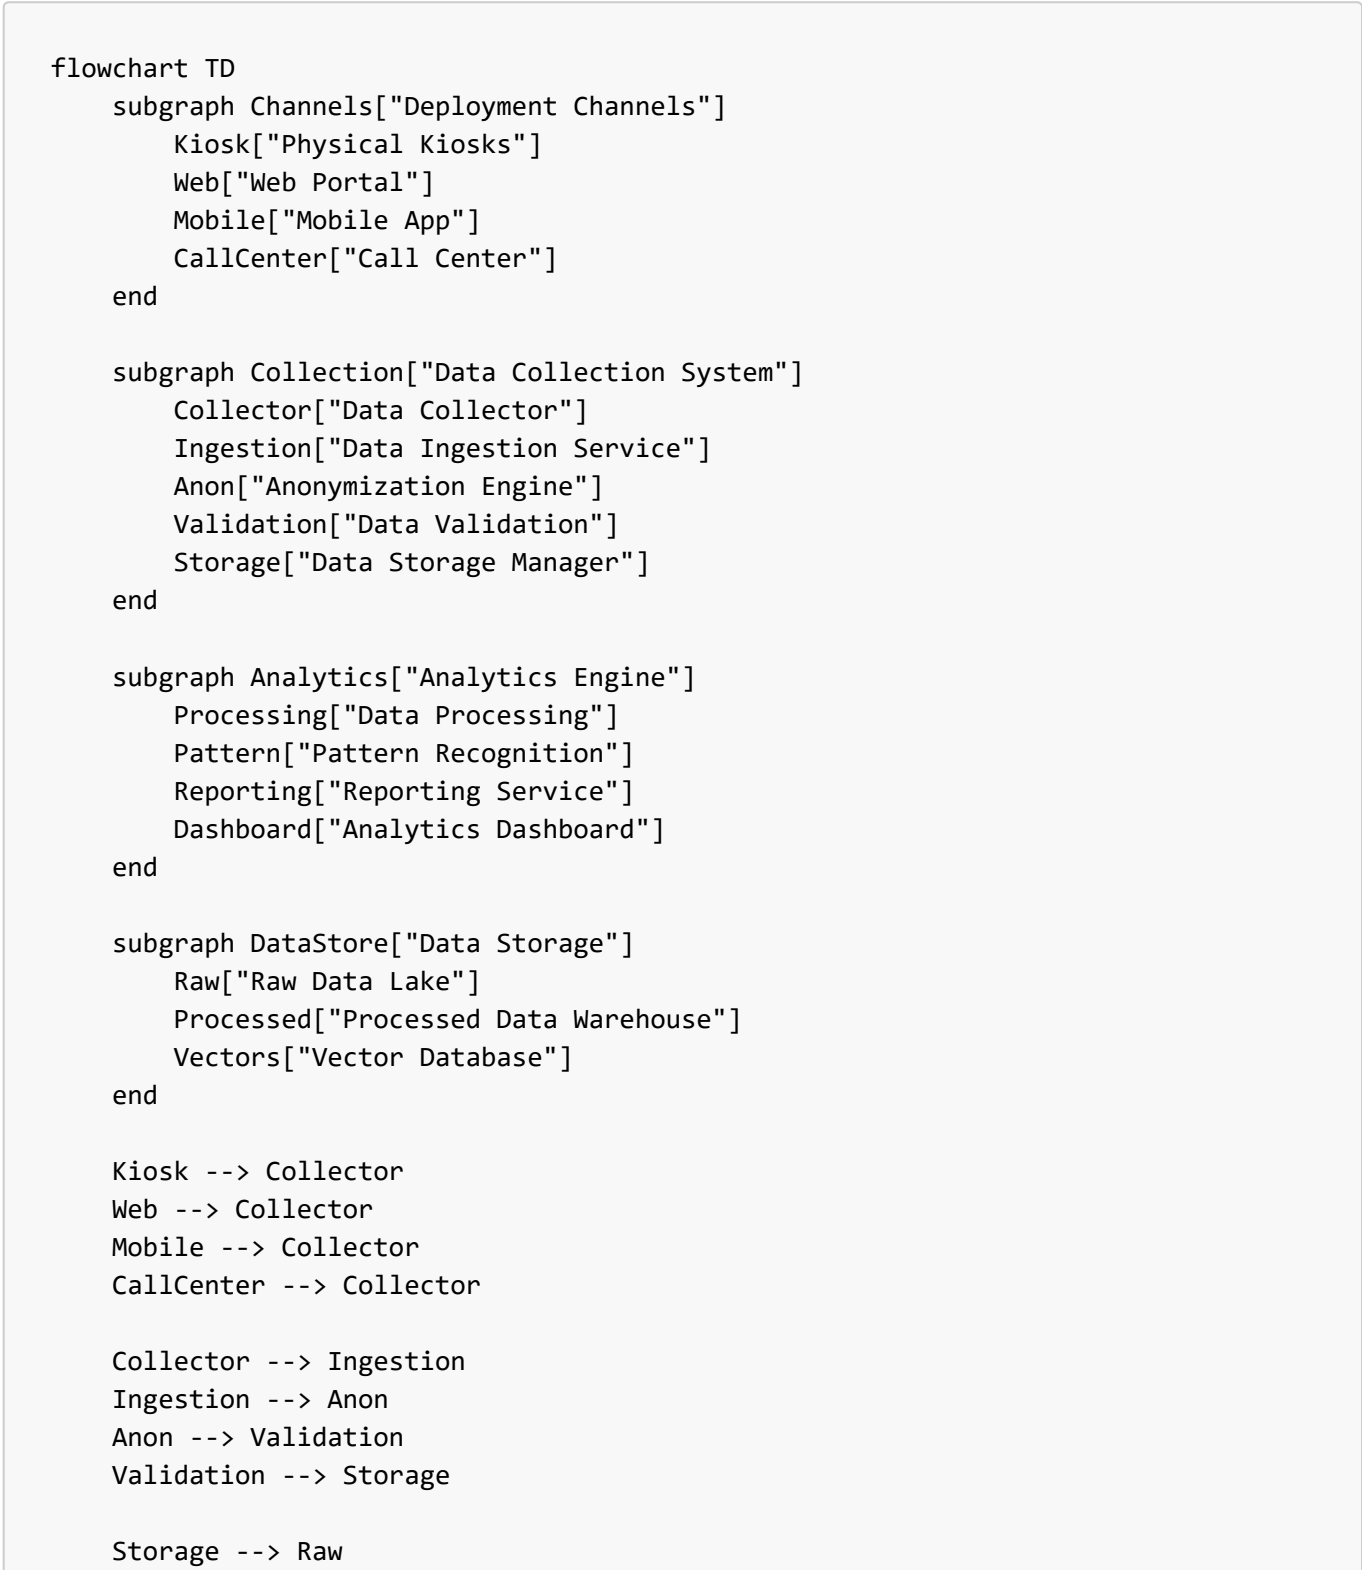 flowchart TD
subgraph Channels["Deployment Channels"]
Kiosk["Physical Kiosks"]
Web["Web Portal"]
Mobile["Mobile App"]
CallCenter["Call Center"]
end
subgraph Collection["Data Collection System"]
Collector["Data Collector"]
Ingestion["Data Ingestion Service"]
Anon["Anonymization Engine"]
Validation["Data Validation"]
Storage["Data Storage Manager"]
end
subgraph Analytics["Analytics Engine"]
Processing["Data Processing"]
Pattern["Pattern Recognition"]
Reporting["Reporting Service"]
Dashboard["Analytics Dashboard"]
end
subgraph DataStore["Data Storage"]
Raw["Raw Data Lake"]
Processed["Processed Data Warehouse"]
Vectors["Vector Database"]
end
Kiosk --> Collector
Web --> Collector
Mobile --> Collector
CallCenter --> Collector
Collector --> Ingestion
Ingestion --> Anon
Anon --> Validation
Validation --> Storage
Storage --> Raw